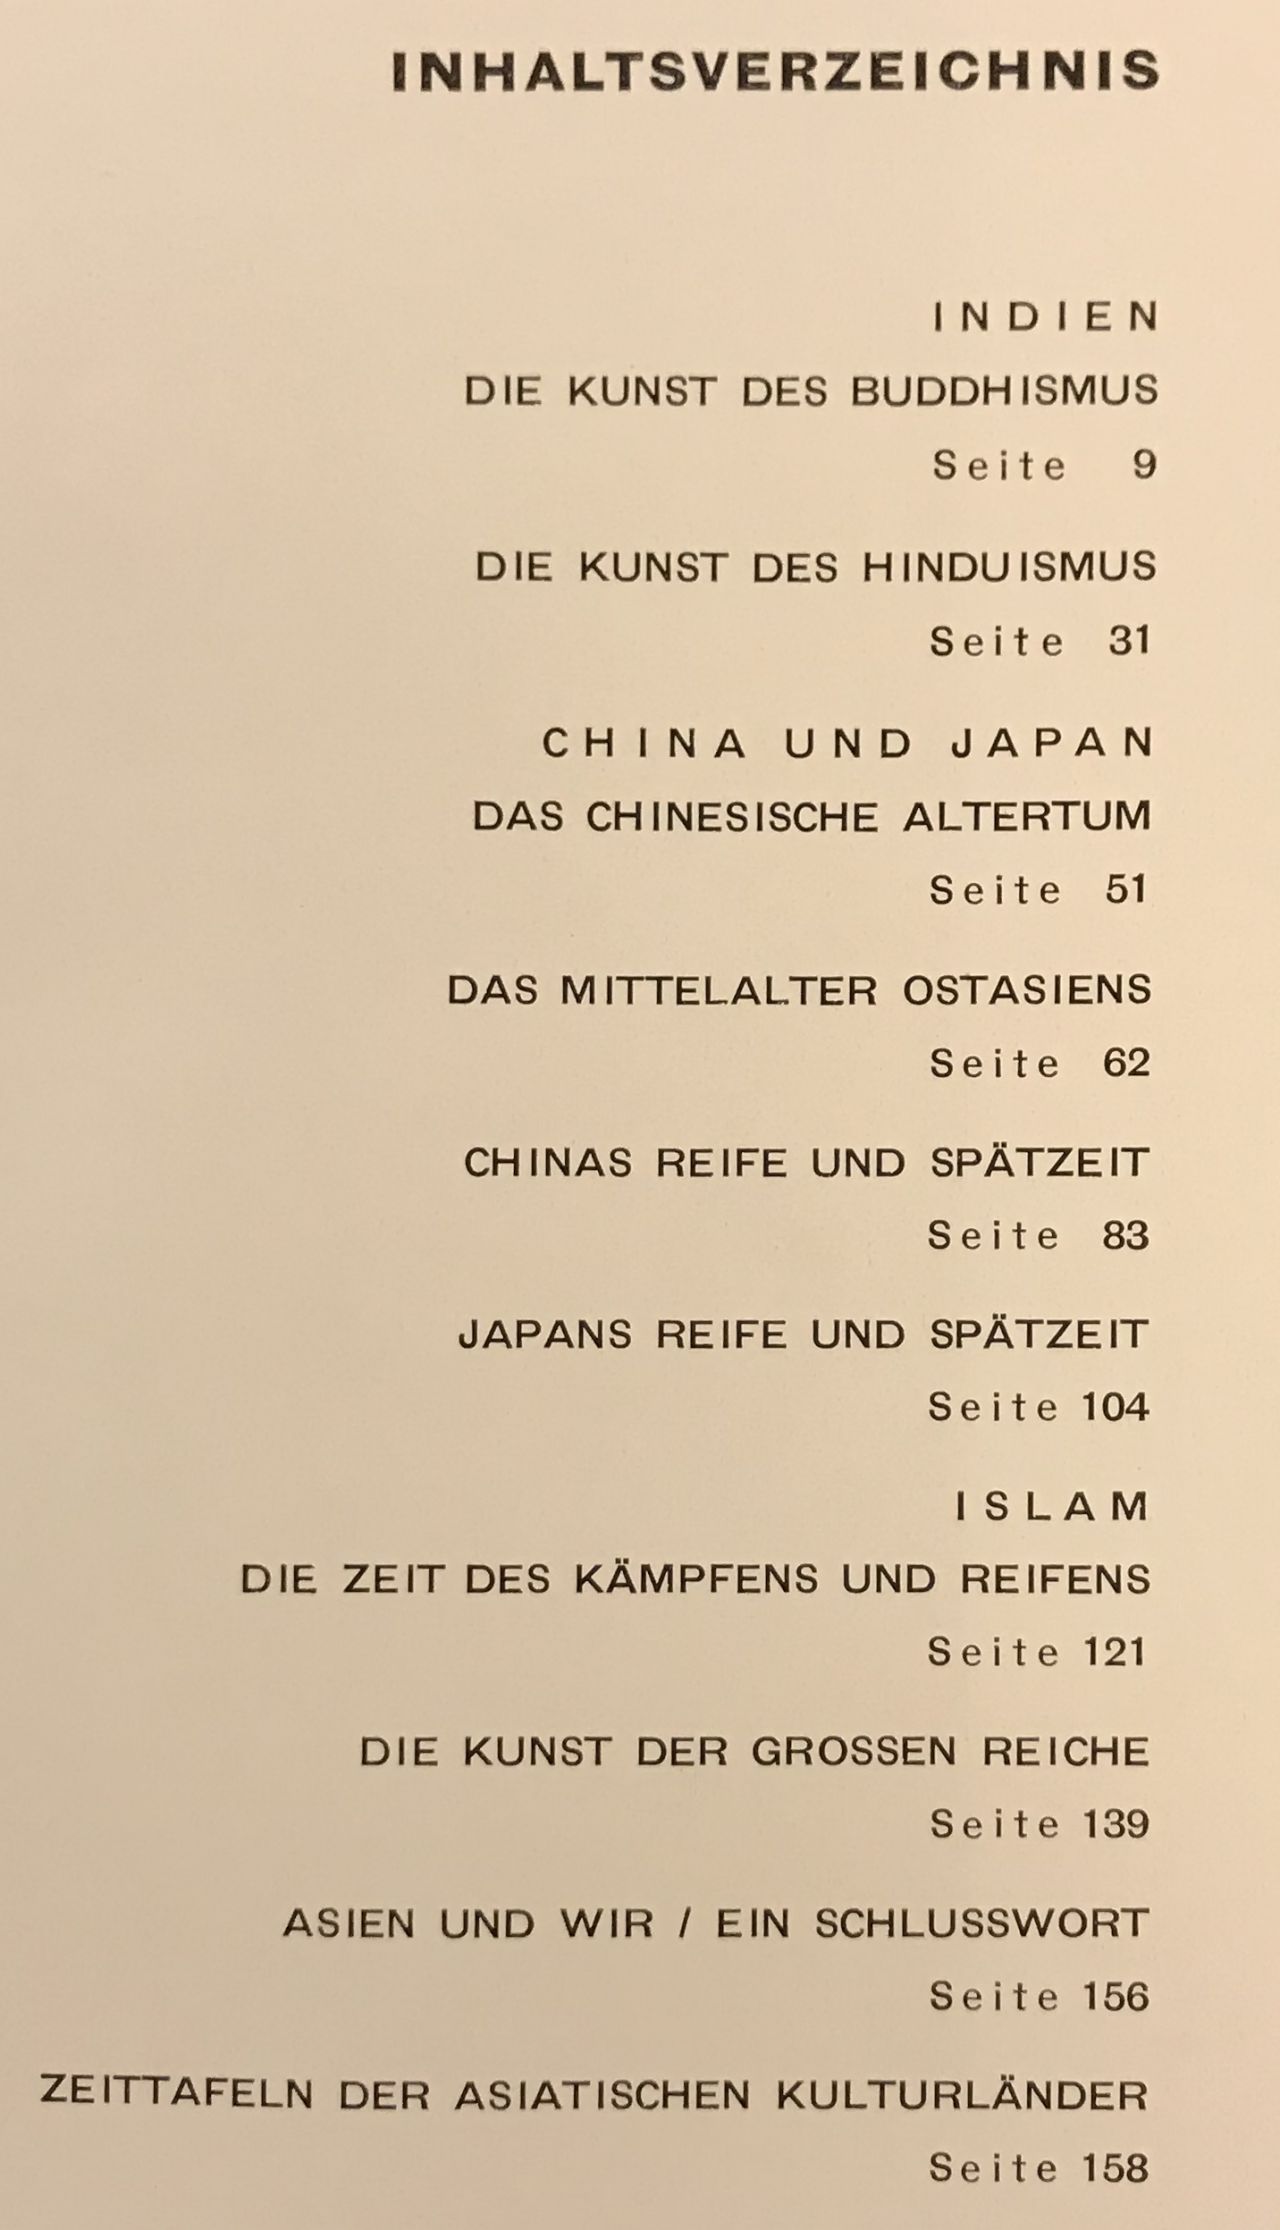 INHALTSVERZEICHNIS
INDIEN
DIE KUNST DES BUDDHISMUS
Seite 9
DIE KUNST DES HINDUISMUS
Seite 31
CHINA UND JAPAN
DAS CHINESISCHE ALTERTUM
Seite 51
DAS MITTELALTER OSTASIENS
Seite 62
CHINAS REIFE UND SPÄTZEIT
Seite 83
JAPANS REIFE UND SPÄTZEIT
Seite 104
ISLAM
DIE ZEIT DES KÄMPFENS UND REIFENS
Seite 121
DIE KUNST DER GROSSEN REICHE
Seite 139
ASIEN UND WIR / EIN SCHLUSSWORT
Seite 156
ZEITTAFELN DER ASIATISCHEN KULTURLÄNDER
Seite 158